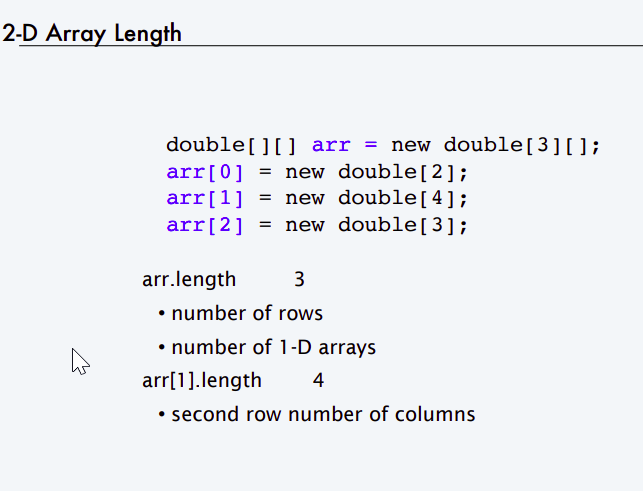 2-D Array Length
double[][] arr = new double[3][];
arr[0] = new double[2];
arr[1] = new double[4];
arr[2] = new double[3];
arr.length 3
• number of rows
• number of 1-D arrays
arr[1].length 4
• second row number of columns